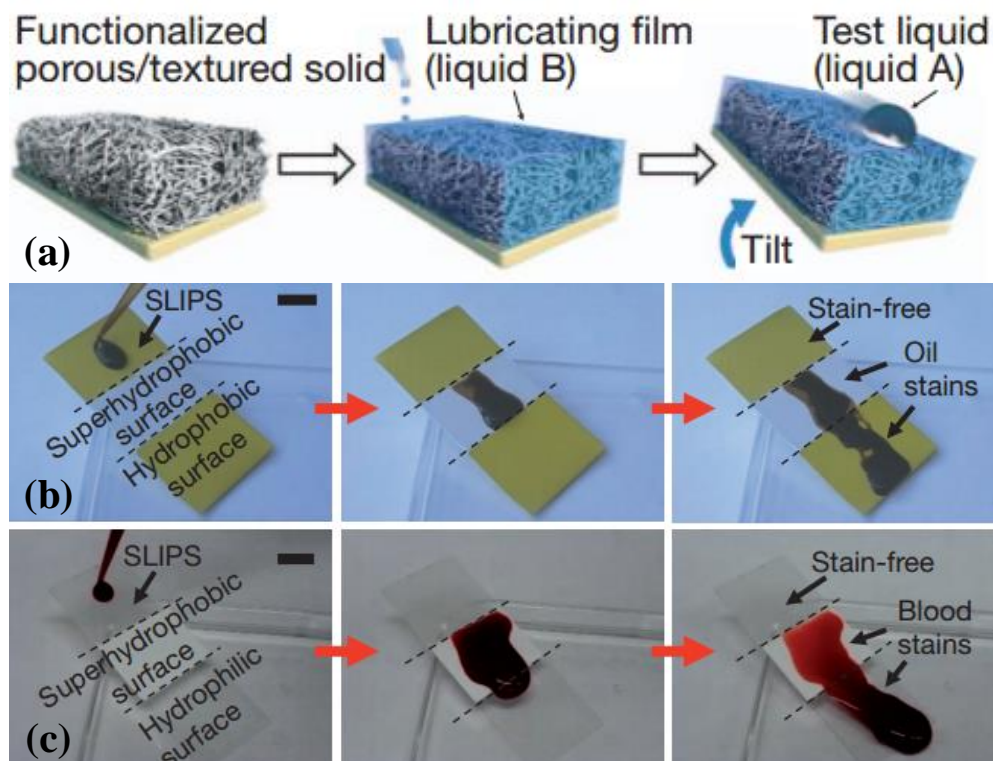 Functionalized
porous/textured solid
Lubricating film
(liquid B)
Test liquid
(liquid A)
Tilt
(a)
SLIPS
Superhydrophobic
surface
Hydrophobic
surface
(b)
Stain-free
Oil
stains
SLIPS
Superhydrophobic
surface
Hydrophilic
surface
(c)
Stain-free
Blood
stains